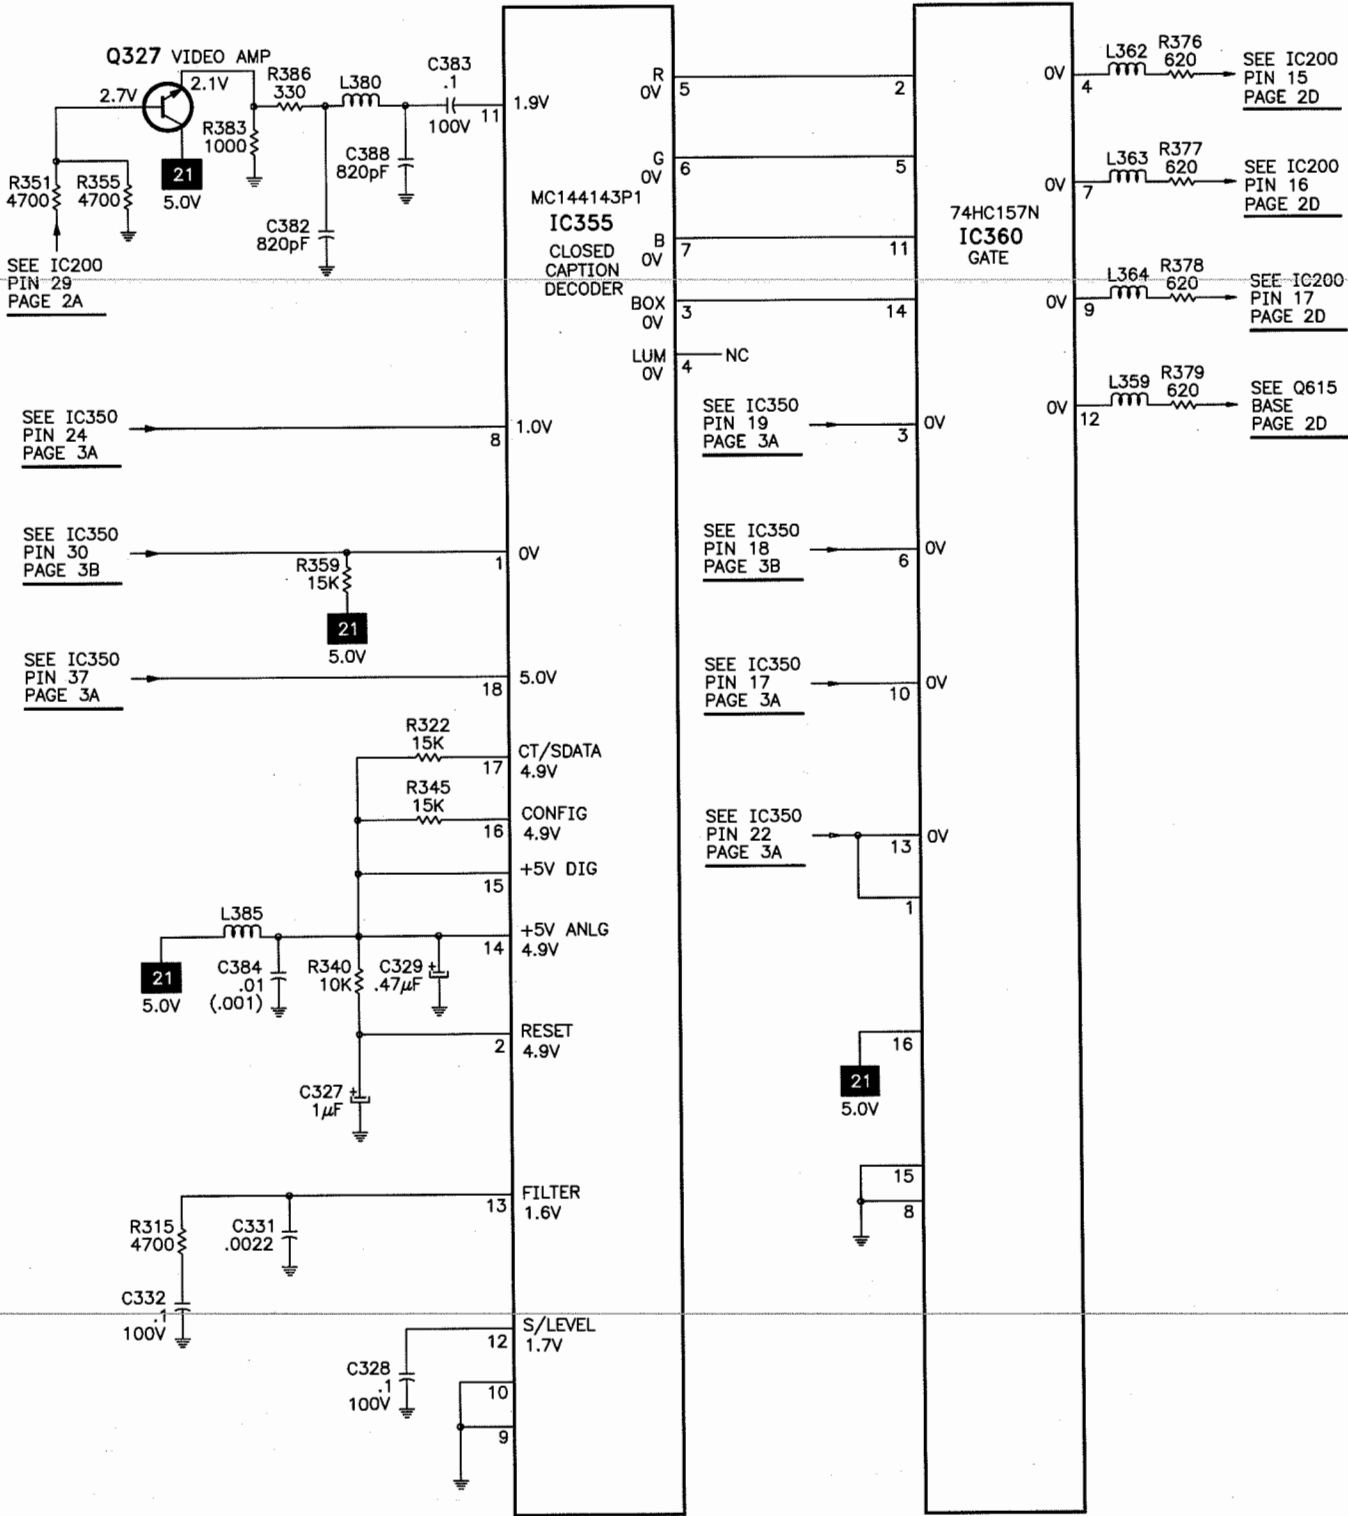 Q327 VIDEO AMP
2.7V
2.1V
R386
330
L380
C383
.1
100V
11
1.9V
R383
1000
C388
820pF
21
5.0V
R351
4700
R355
4700
C382
820pF
SEE IC200
PIN 29
PAGE 2A
MC144143P1
IC355
CLOSED
CAPTION
DECODER
R
0V
5
2
G
0V
6
5
B
0V
7
11
BOX
0V
3
14
LUM
0V
4
NC
74HC157N
IC360
GATE
0V
4
L362
R376
620
SEE IC200
PIN 15
PAGE 2D
0V
7
L363
R377
620
SEE IC200
PIN 16
PAGE 2D
0V
9
L364
R378
620
SEE IC200
PIN 17
PAGE 2D
0V
12
L359
R379
620
SEE Q615
BASE
PAGE 2D
SEE IC350
PIN 24
PAGE 3A
8
1.0V
SEE IC350
PIN 30
PAGE 3B
1
0V
R359
15K
21
5.0V
SEE IC350
PIN 37
PAGE 3A
18
5.0V
R322
15K
17
CT/SDATA
4.9V
R345
15K
16
CONFIG
4.9V
15
+5V DIG
14
+5V ANLG
4.9V
L385
21
5.0V
C384
.01
(.001)
R340
10K
C329
.47µF
+
2
RESET
4.9V
C327
1µF
+
13
FILTER
1.6V
R315
4700
C331
.0022
C332
.1
100V
12
S/LEVEL
1.7V
C328
.1
100V
10
9
SEE IC350
PIN 19
PAGE 3A
3
0V
SEE IC350
PIN 18
PAGE 3B
6
0V
SEE IC350
PIN 17
PAGE 3A
10
0V
SEE IC350
PIN 22
PAGE 3A
13
0V
1
16
21
5.0V
15
8